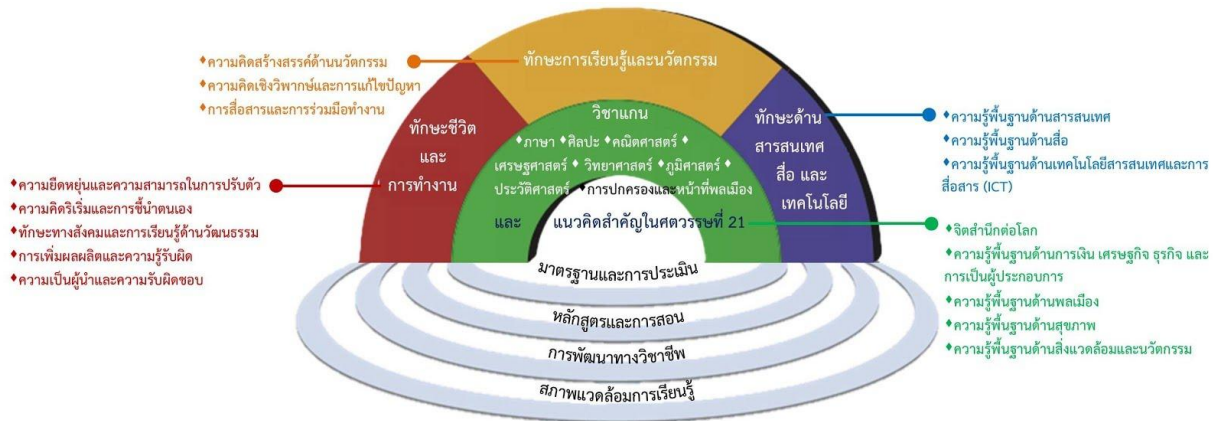 ทักษะการเรียนรู้และนวัตกรรม
♦ความคิดสร้างสรรค์ด้านนวัตกรรม
♦ความคิดเชิงวิพากษ์และการแก้ไขปัญหา
♦การสื่อสารและการร่วมมือทำงาน
ทักษะชีวิต
และ
การทำงาน
♦ความยืดหยุ่นและความสามารถในการปรับตัว
♦ความคิดริเริ่มและการชี้นำตนเอง
♦ทักษะทางสังคมและการเรียนรู้ด้านวัฒนธรรม
♦การเพิ่มผลผลิตและความรู้รับผิด
♦ความเป็นผู้นำและความรับผิดชอบ
วิชาแกน
♦ภาษา ♦ศิลปะ ♦คณิตศาสตร์ ♦
เศรษฐศาสตร์ ♦ วิทยาศาสตร์ ♦ภูมิศาสตร์ ♦
ประวัติศาสตร์ ♦การปกครองและหน้าที่พลเมือง
และ แนวคิดสำคัญในศตวรรษที่ 21
ทักษะด้าน
สารสนเทศ
สื่อ และ
เทคโนโลยี
♦ความรู้พื้นฐานด้านสารสนเทศ
♦ความรู้พื้นฐานด้านสื่อ
♦ความรู้พื้นฐานด้านเทคโนโลยีสารสนเทศและการ
สื่อสาร (ICT)
♦จิตสำนึกต่อโลก
♦ความรู้พื้นฐานด้านการเงิน เศรษฐกิจ ธุรกิจ และ
การเป็นผู้ประกอบการ
♦ความรู้พื้นฐานด้านพลเมือง
♦ความรู้พื้นฐานด้านสุขภาพ
♦ความรู้พื้นฐานด้านสิ่งแวดล้อมและนวัตกรรม
มาตรฐานและการประเมิน
หลักสูตรและการสอน
การพัฒนาทางวิชาชีพ
สภาพแวดล้อมการเรียนรู้